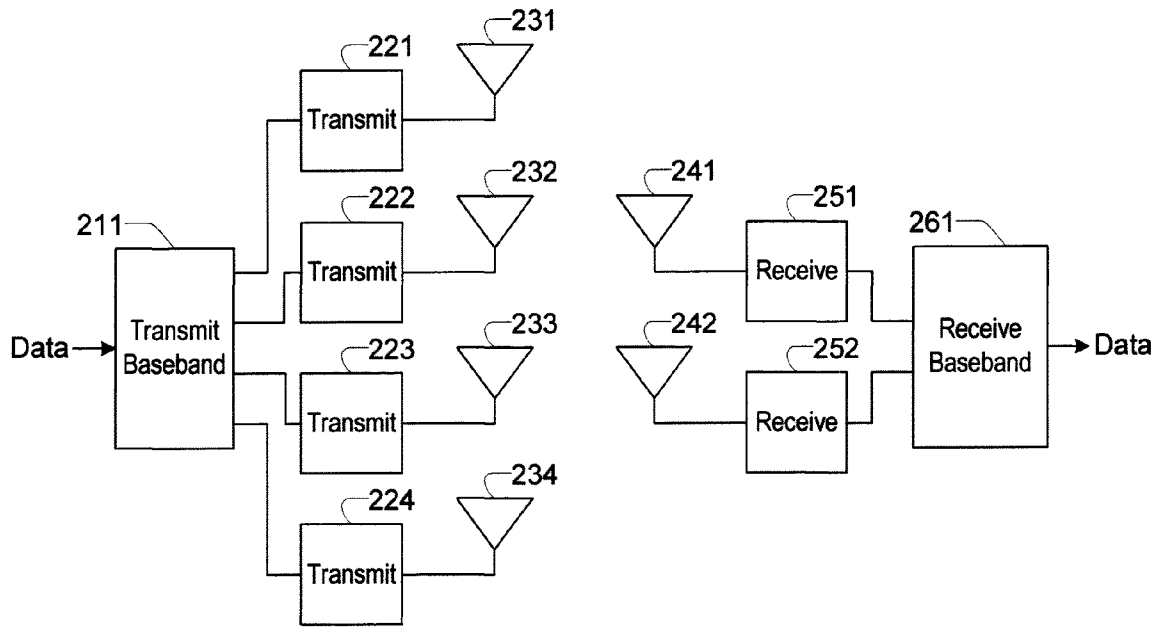 221
231
Transmit
222
232
Transmit
211
Data
Transmit
Baseband
223
233
Transmit
224
234
Transmit
241
251
Receive
242
252
Receive
261
Receive
Baseband
Data